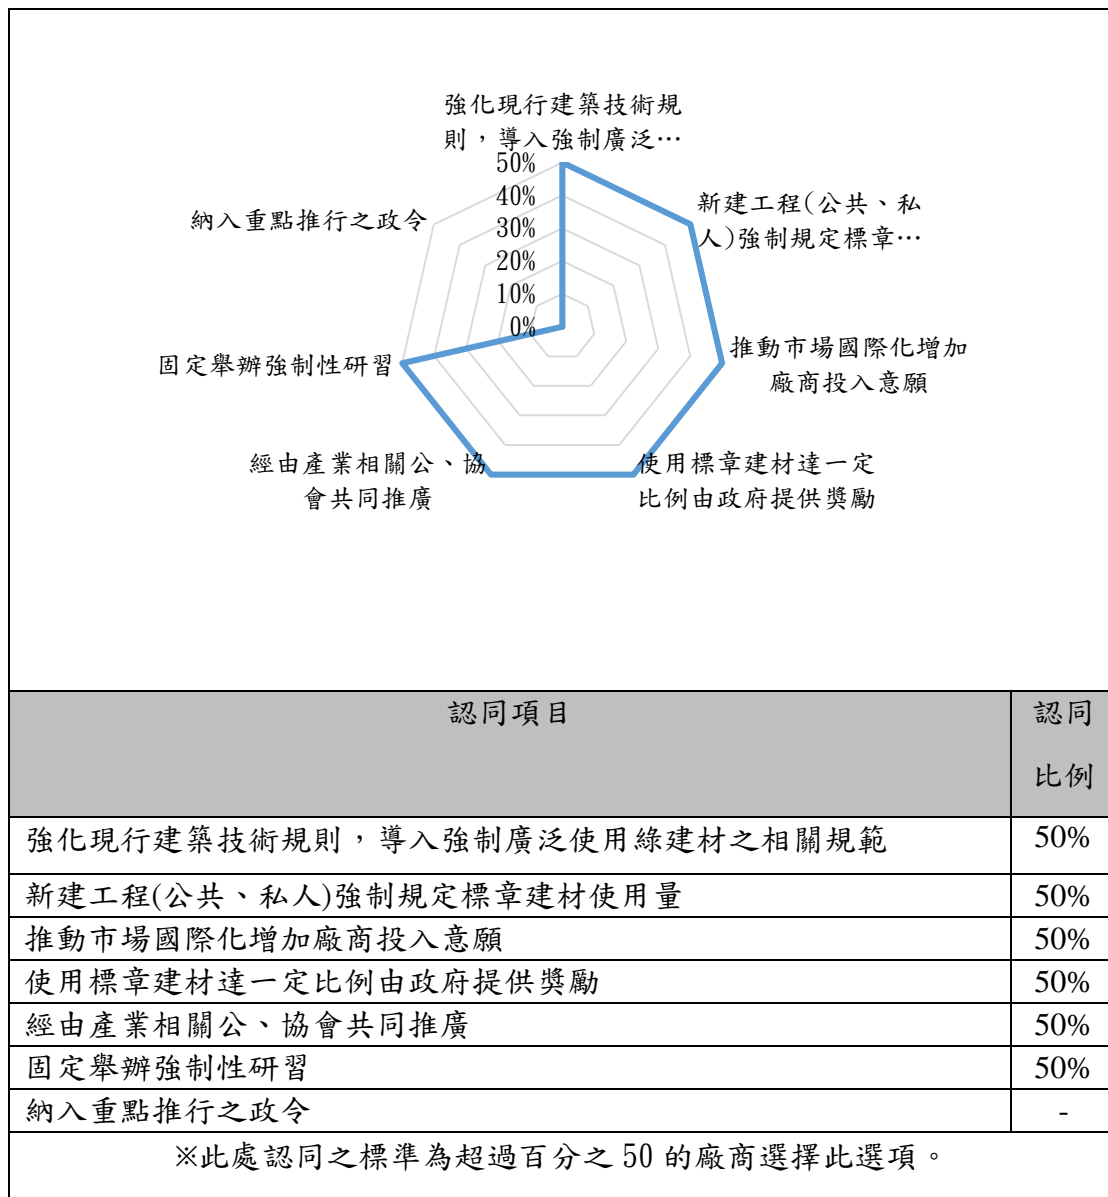 強化現行建築技術規
則，導入強制廣泛…
50%
40%
30%
20%
10%
0%
新建工程(公共、私
人)強制規定標章…
推動市場國際化增加
廠商投入意願
使用標章建材達一定
比例由政府提供獎勵
經由產業相關公、協
會共同推廣
固定舉辦強制性研習
納入重點推行之政令
認同項目
認同
比例
強化現行建築技術規則，導入強制廣泛使用綠建材之相關規範 50%
新建工程(公共、私人)強制規定標章建材使用量 50%
推動市場國際化增加廠商投入意願 50%
使用標章建材達一定比例由政府提供獎勵 50%
經由產業相關公、協會共同推廣 50%
固定舉辦強制性研習 50%
納入重點推行之政令 -
※此處認同之標準為超過百分之 50 的廠商選擇此選項。